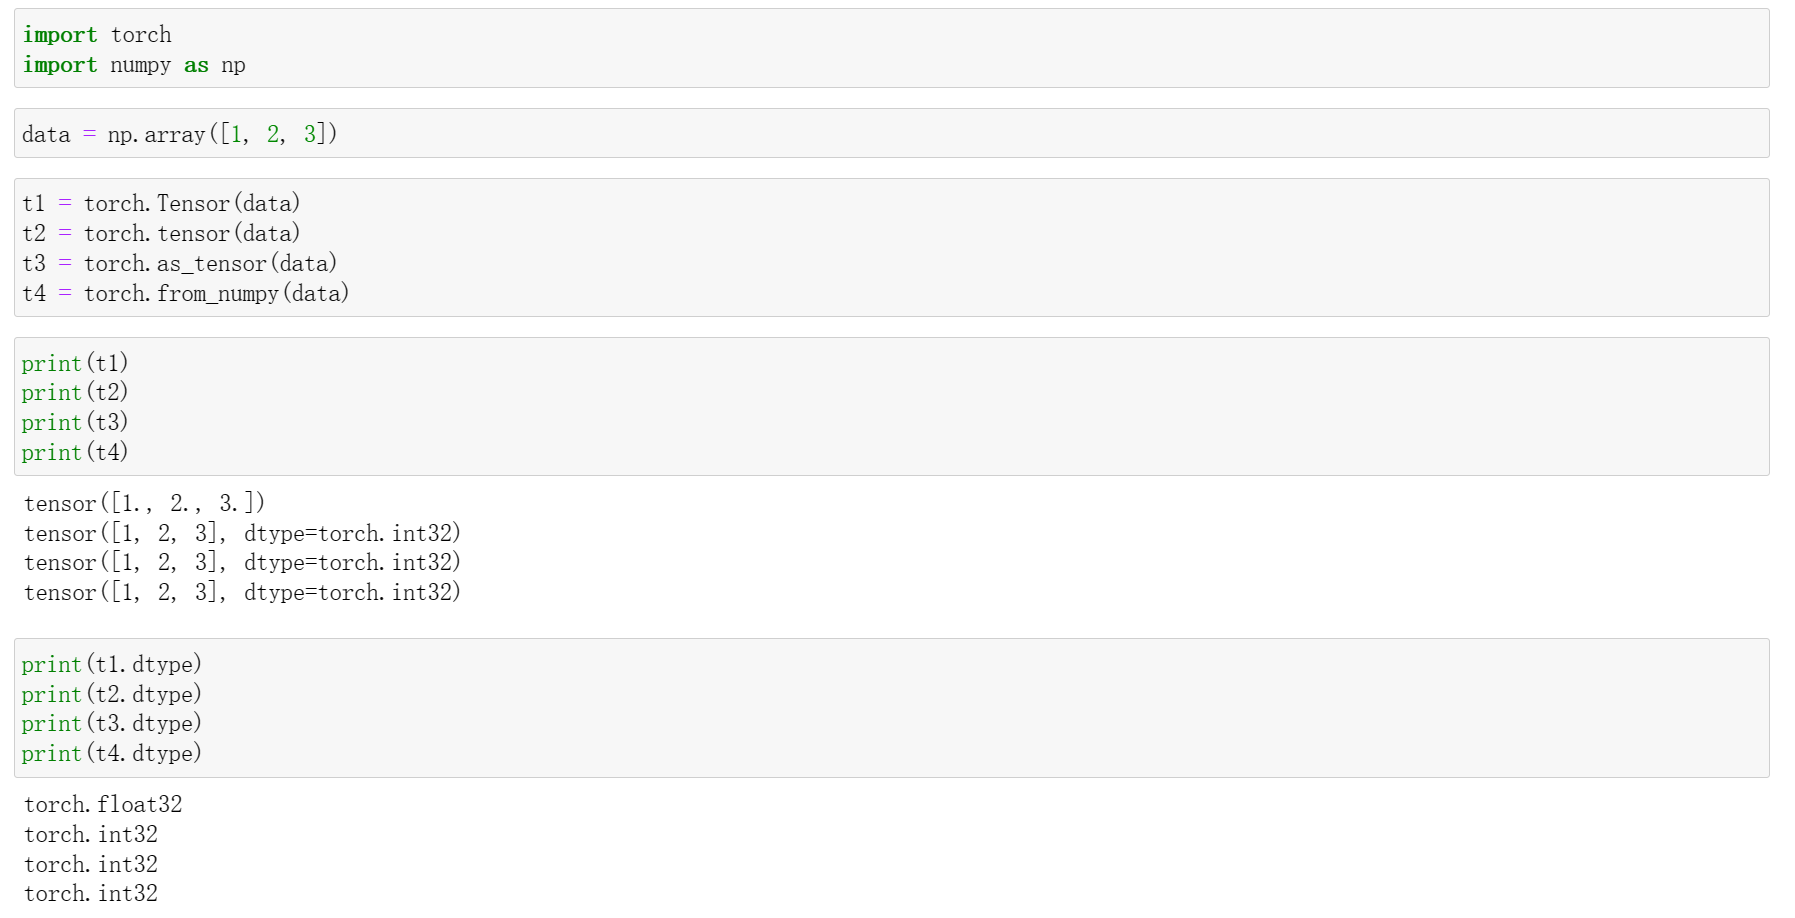 import torch
import numpy as np
data = np.array([1, 2, 3])
t1 = torch.Tensor(data)
t2 = torch.tensor(data)
t3 = torch.as_tensor(data)
t4 = torch.from_numpy(data)
print(t1)
print(t2)
print(t3)
print(t4)
tensor([1., 2., 3.])
tensor([1, 2, 3], dtype=torch.int32)
tensor([1, 2, 3], dtype=torch.int32)
tensor([1, 2, 3], dtype=torch.int32)
print(t1.dtype)
print(t2.dtype)
print(t3.dtype)
print(t4.dtype)
torch.float32
torch.int32
torch.int32
torch.int32